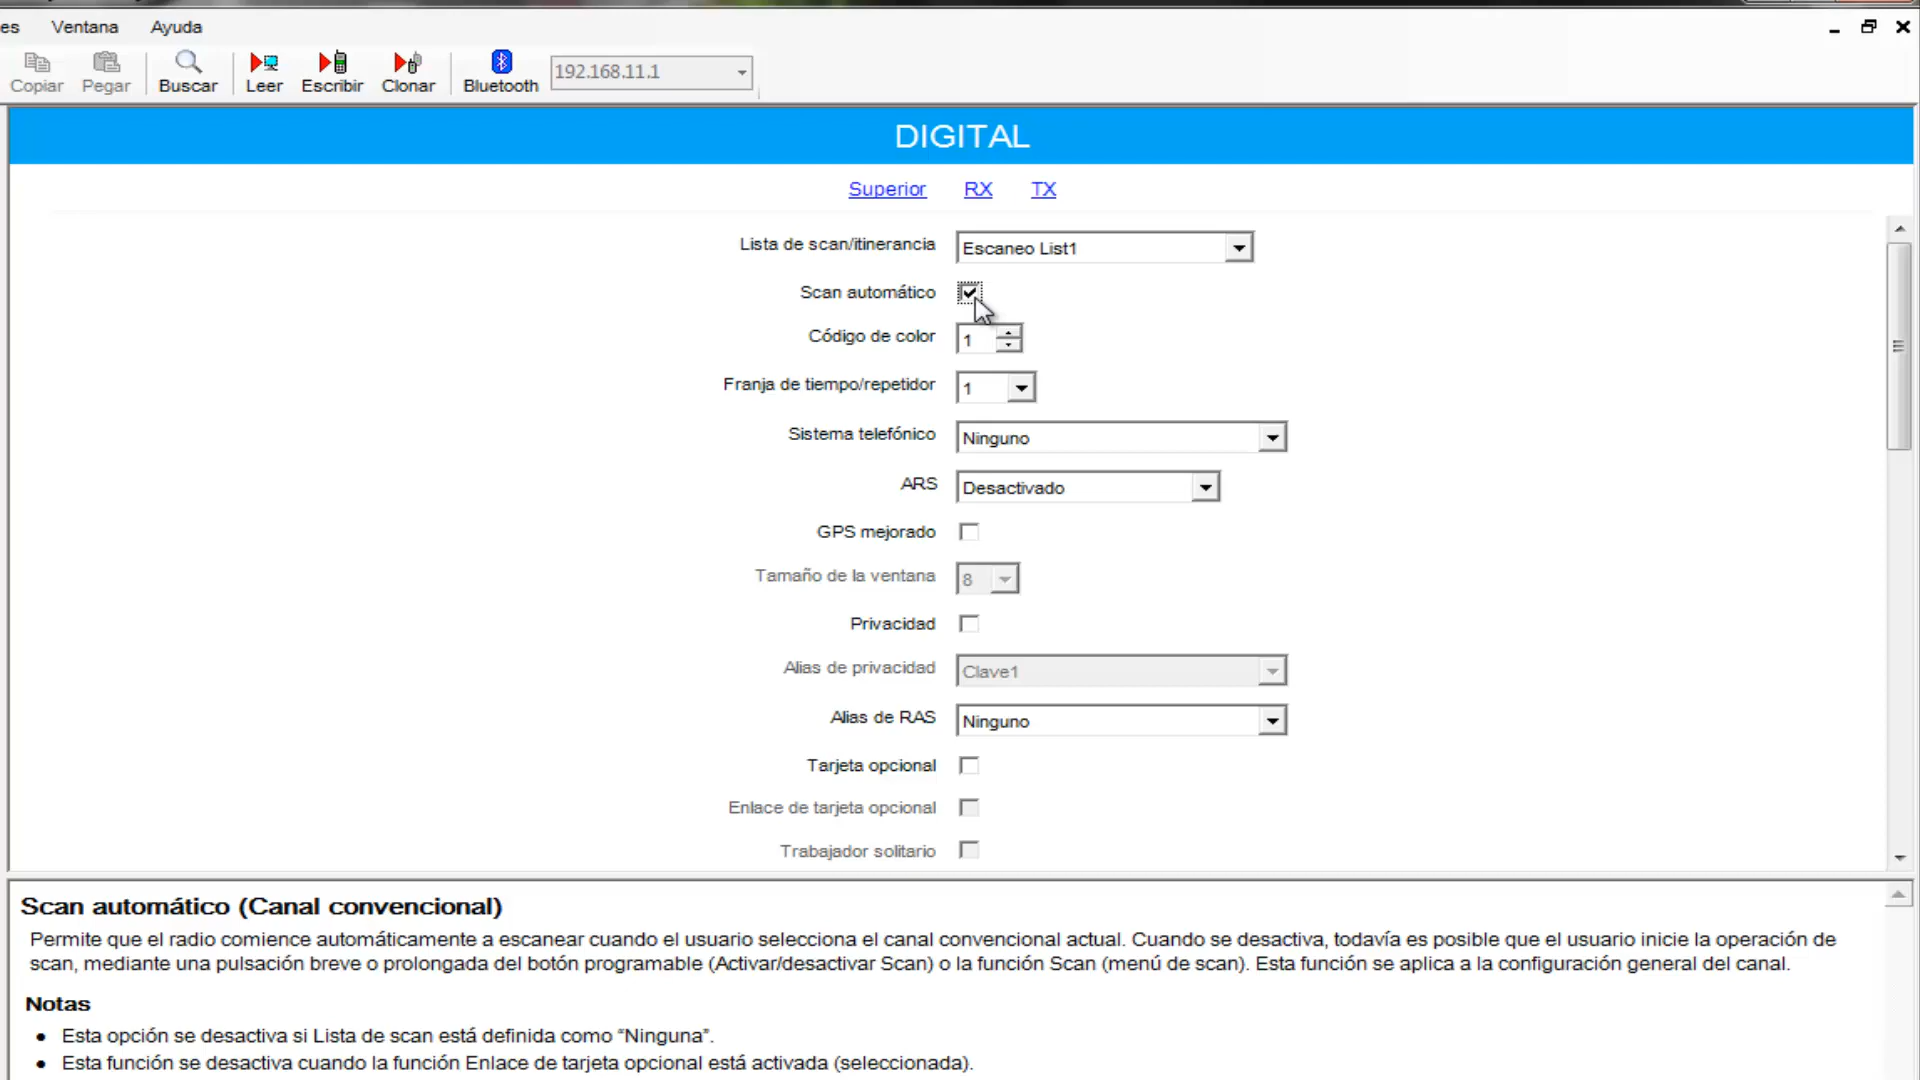 es Ventana Ayuda
Copiar Pegar Buscar Leer Escribir Clonar Bluetooth 192.168.11.1
DIGITAL
Superior RX TX
Lista de scan/itinerancia Escaneo List1
Scan automático
Código de color 1
Franja de tiempo/repetidor 1
Sistema telefónico Ninguno
ARS Desactivado
GPS mejorado
Tamaño de la ventana 8
Privacidad
Alias de privacidad Clave1
Alias de RAS Ninguno
Tarjeta opcional
Enlace de tarjeta opcional
Trabajador solitario
Scan automático (Canal convencional)
Permite que el radio comience automáticamente a escanear cuando el usuario selecciona el canal convencional actual. Cuando se desactiva, todavía es posible que el usuario inicie la operación de
scan, mediante una pulsación breve o prolongada del botón programable (Activar/desactivar Scan) o la función Scan (menú de scan). Esta función se aplica a la configuración general del canal.
Notas
• Esta opción se desactiva si Lista de scan está definida como “Ninguna”.
• Esta función se desactiva cuando la función Enlace de tarjeta opcional está activada (seleccionada).